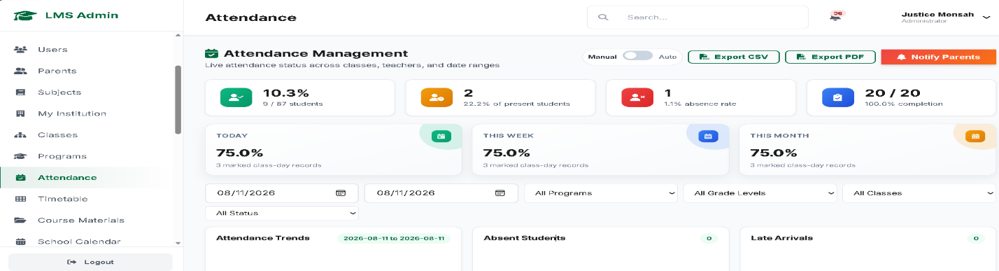 LMS Admin
Users
Parents
Subjects
My Institution
Classes
Programs
Attendance
Timetable
Course Materials
School Calendar
Logout
Attendance
Search...
36
Justice Mensah
Administrator
Attendance Management
Live attendance status across classes, teachers, and date ranges
Manual Auto
Export CSV
Export PDF
Notify Parents
10.3%
9 / 87 students
2
22.2% of present students
1
1.1% absence rate
20 / 20
100.0% completion
TODAY
75.0%
3 marked class-day records
THIS WEEK
75.0%
3 marked class-day records
THIS MONTH
75.0%
3 marked class-day records
08/11/2026
08/11/2026
All Programs
All Grade Levels
All Classes
All Status
Attendance Trends
2026-08-11 to 2026-08-11
Absent Students
0
Late Arrivals
0